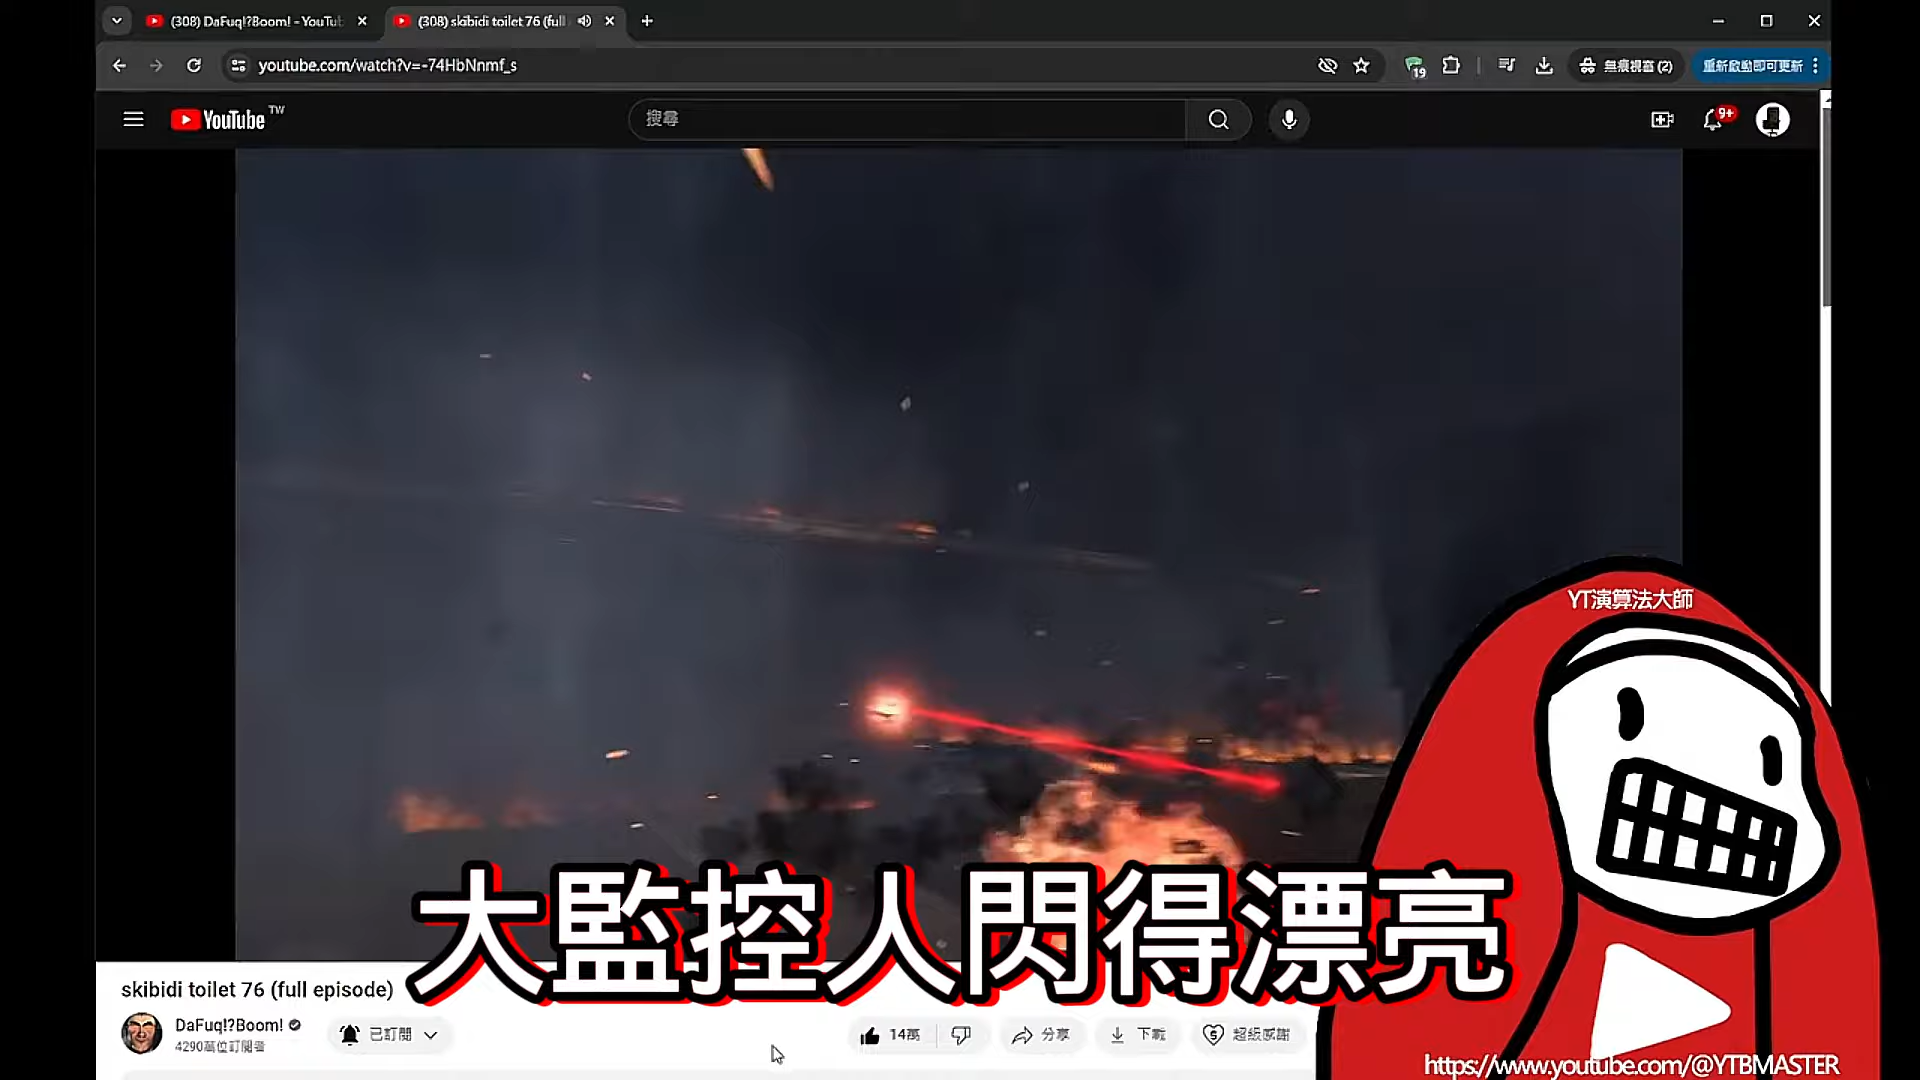 (308) DaFuq!?Boom! - YouTub
(308) skibidi toilet 76 (full
youtube.com/watch?v=-74HbNnmf_s
19
無痕視窗 (2)
重新啟動即可更新
YouTube TW
搜尋
9+
YT演算法大師
大監控人閃得漂亮
skibidi toilet 76 (full episode)
DaFuq!?Boom!
4290萬位訂閱者
已訂閱
14萬
分享
下載
超級感謝
https://www.youtube.com/@YTBMASTER